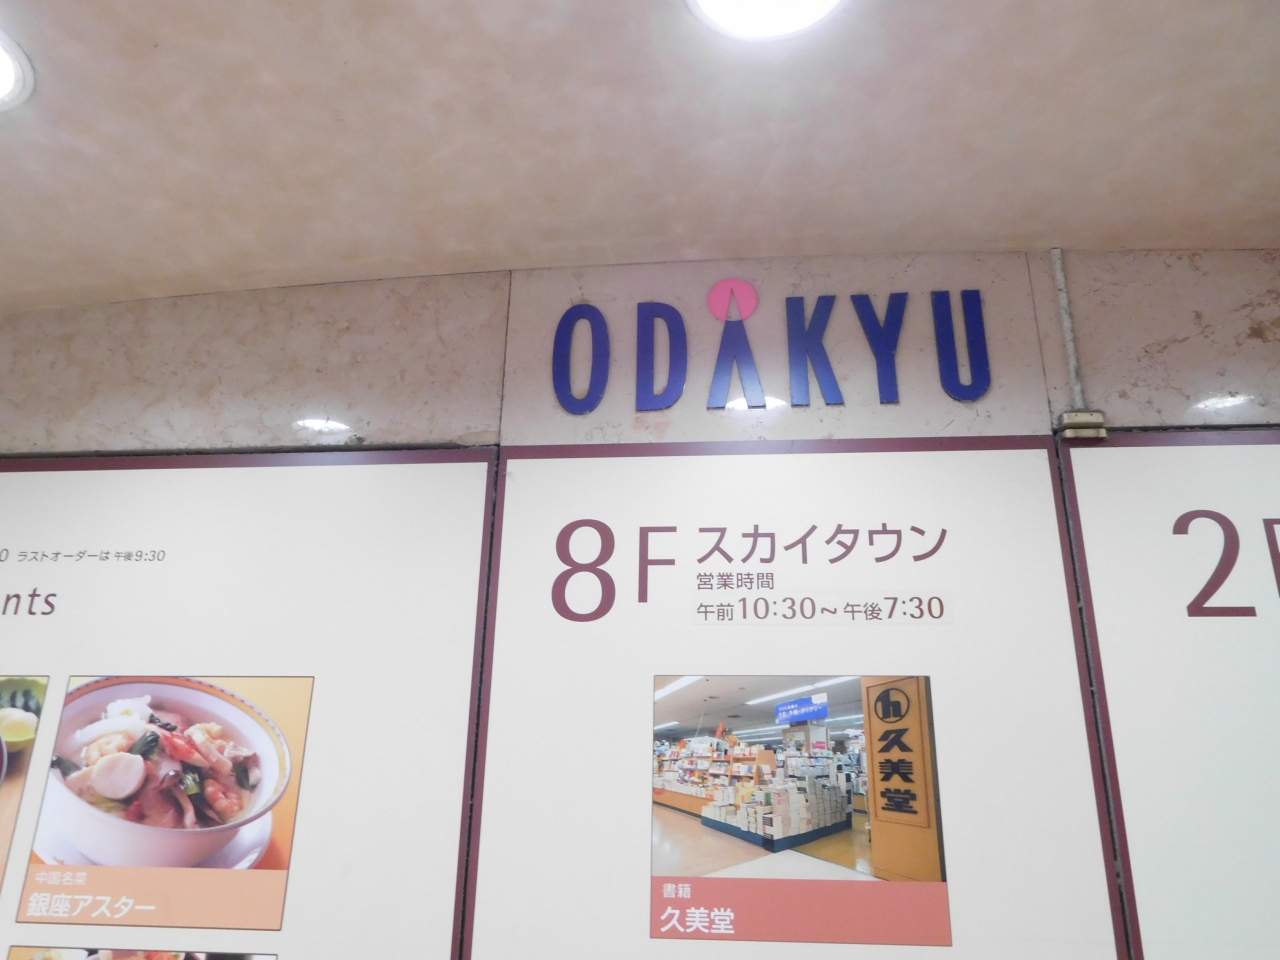 ODAKYU
ラストオーダーは午後9:30
nts
中国名菜
銀座アスター
8F スカイタウン
営業時間
午前10:30～午後7:30
久美堂
書籍
久美堂
2